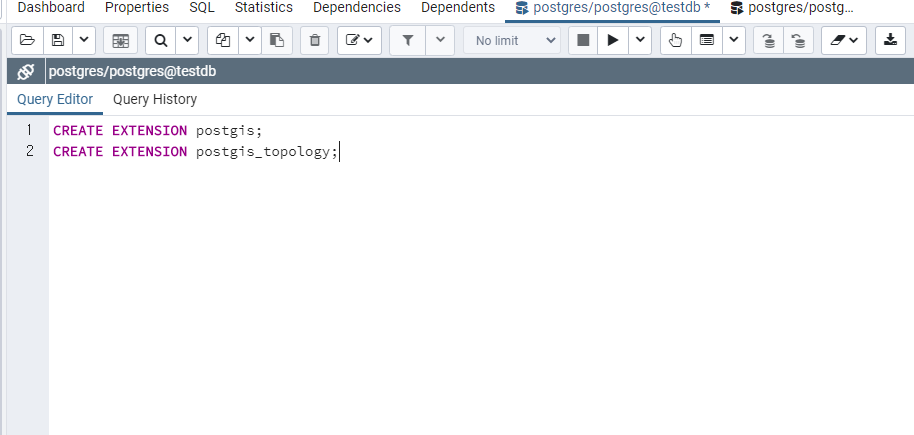 Dashboard Properties SQL Statistics Dependencies Dependents postgres/postgres@testdb * postgres/postg...
No limit
postgres/postgres@testdb
Query Editor Query History
1 CREATE EXTENSION postgis;
2 CREATE EXTENSION postgis_topology;